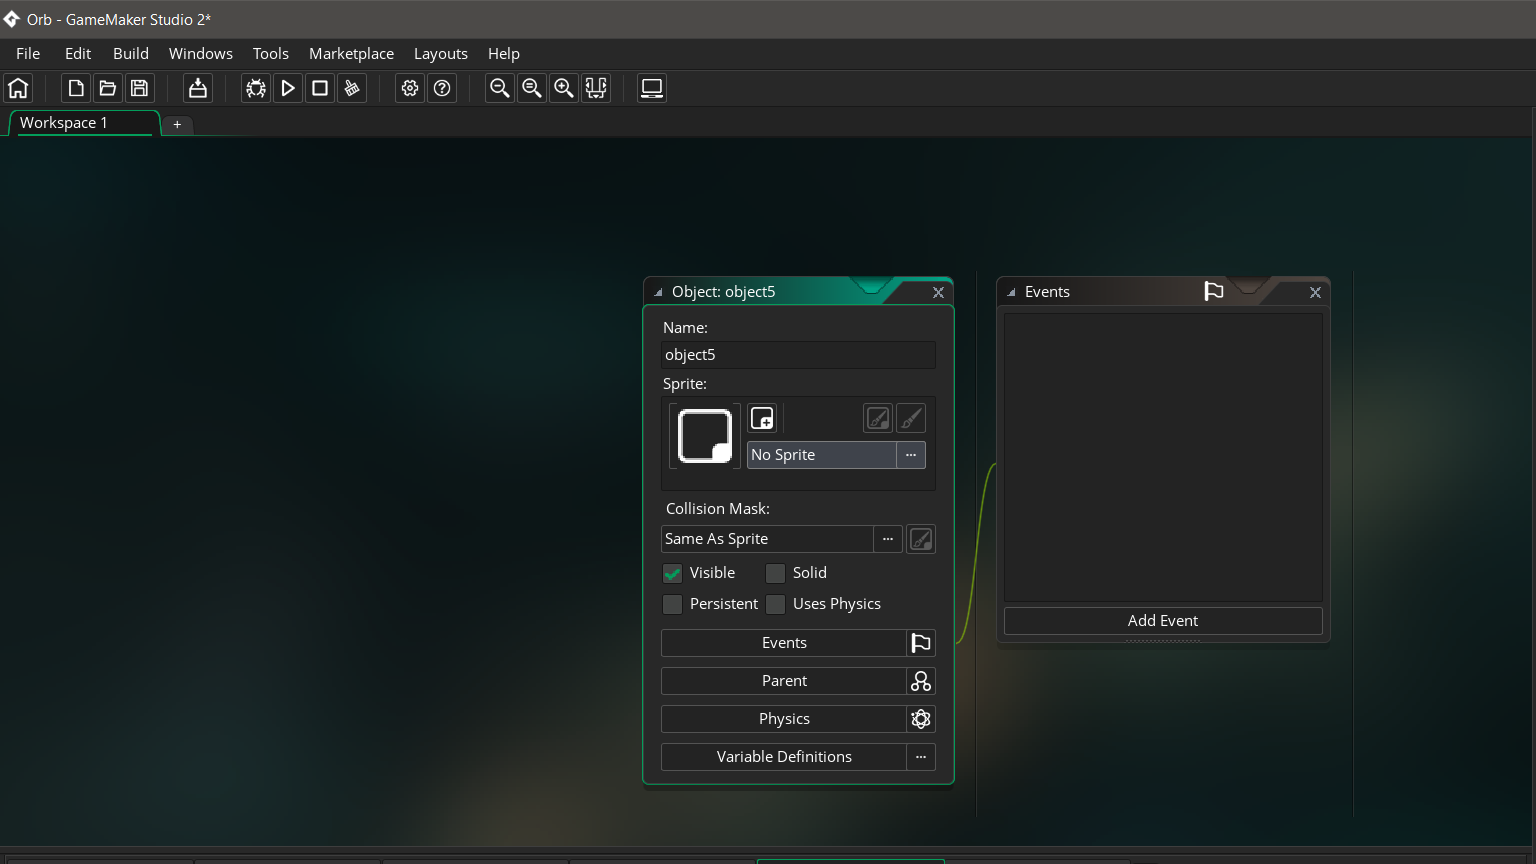 Orb - GameMaker Studio 2*
File Edit Build Windows Tools Marketplace Layouts Help
Workspace 1 +
Object: object5
Name:
object5
Sprite:
No Sprite ...
Collision Mask:
Same As Sprite ...
Visible Solid
Persistent Uses Physics
Events
Parent
Physics
Variable Definitions ...
Events
Add Event